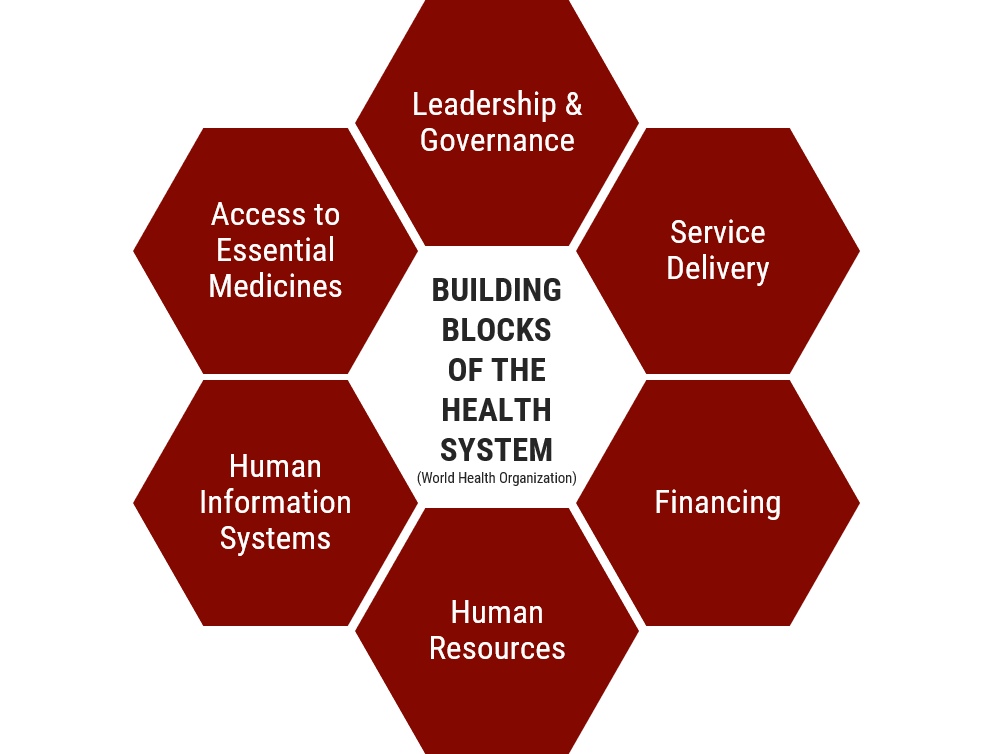 Leadership &
Governance
Access to
Essential
Medicines
Service
Delivery
BUILDING
BLOCKS
OF THE
HEALTH
SYSTEM
(World Health Organization)
Human
Information
Systems
Financing
Human
Resources